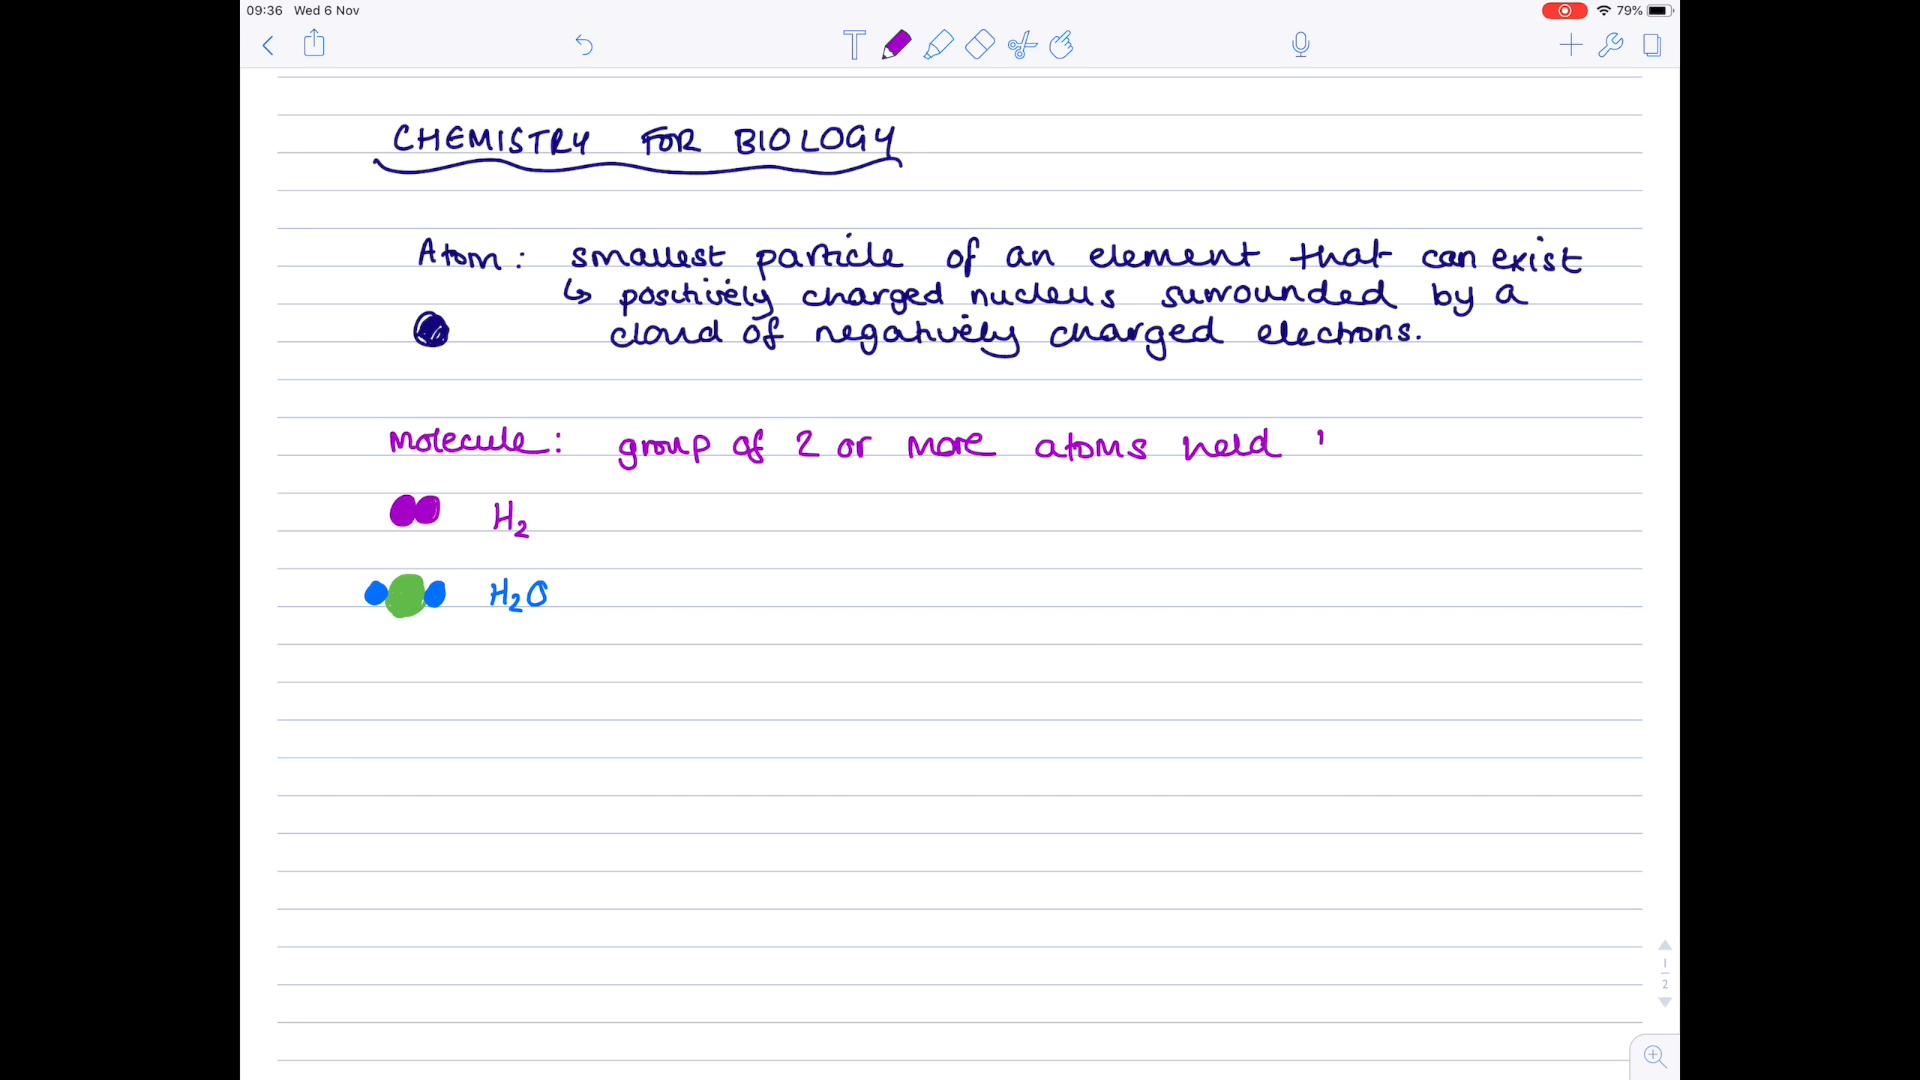 09:36 Wed 6 Nov
79%
T
CHEMISTRY FOR BIOLOGY
Atom: smallest particle of an element that can exist
↳ positively charged nucleus surrounded by a
cloud of negatively charged electrons.
Molecule: group of 2 or more atoms held
H₂
H₂O
1
2